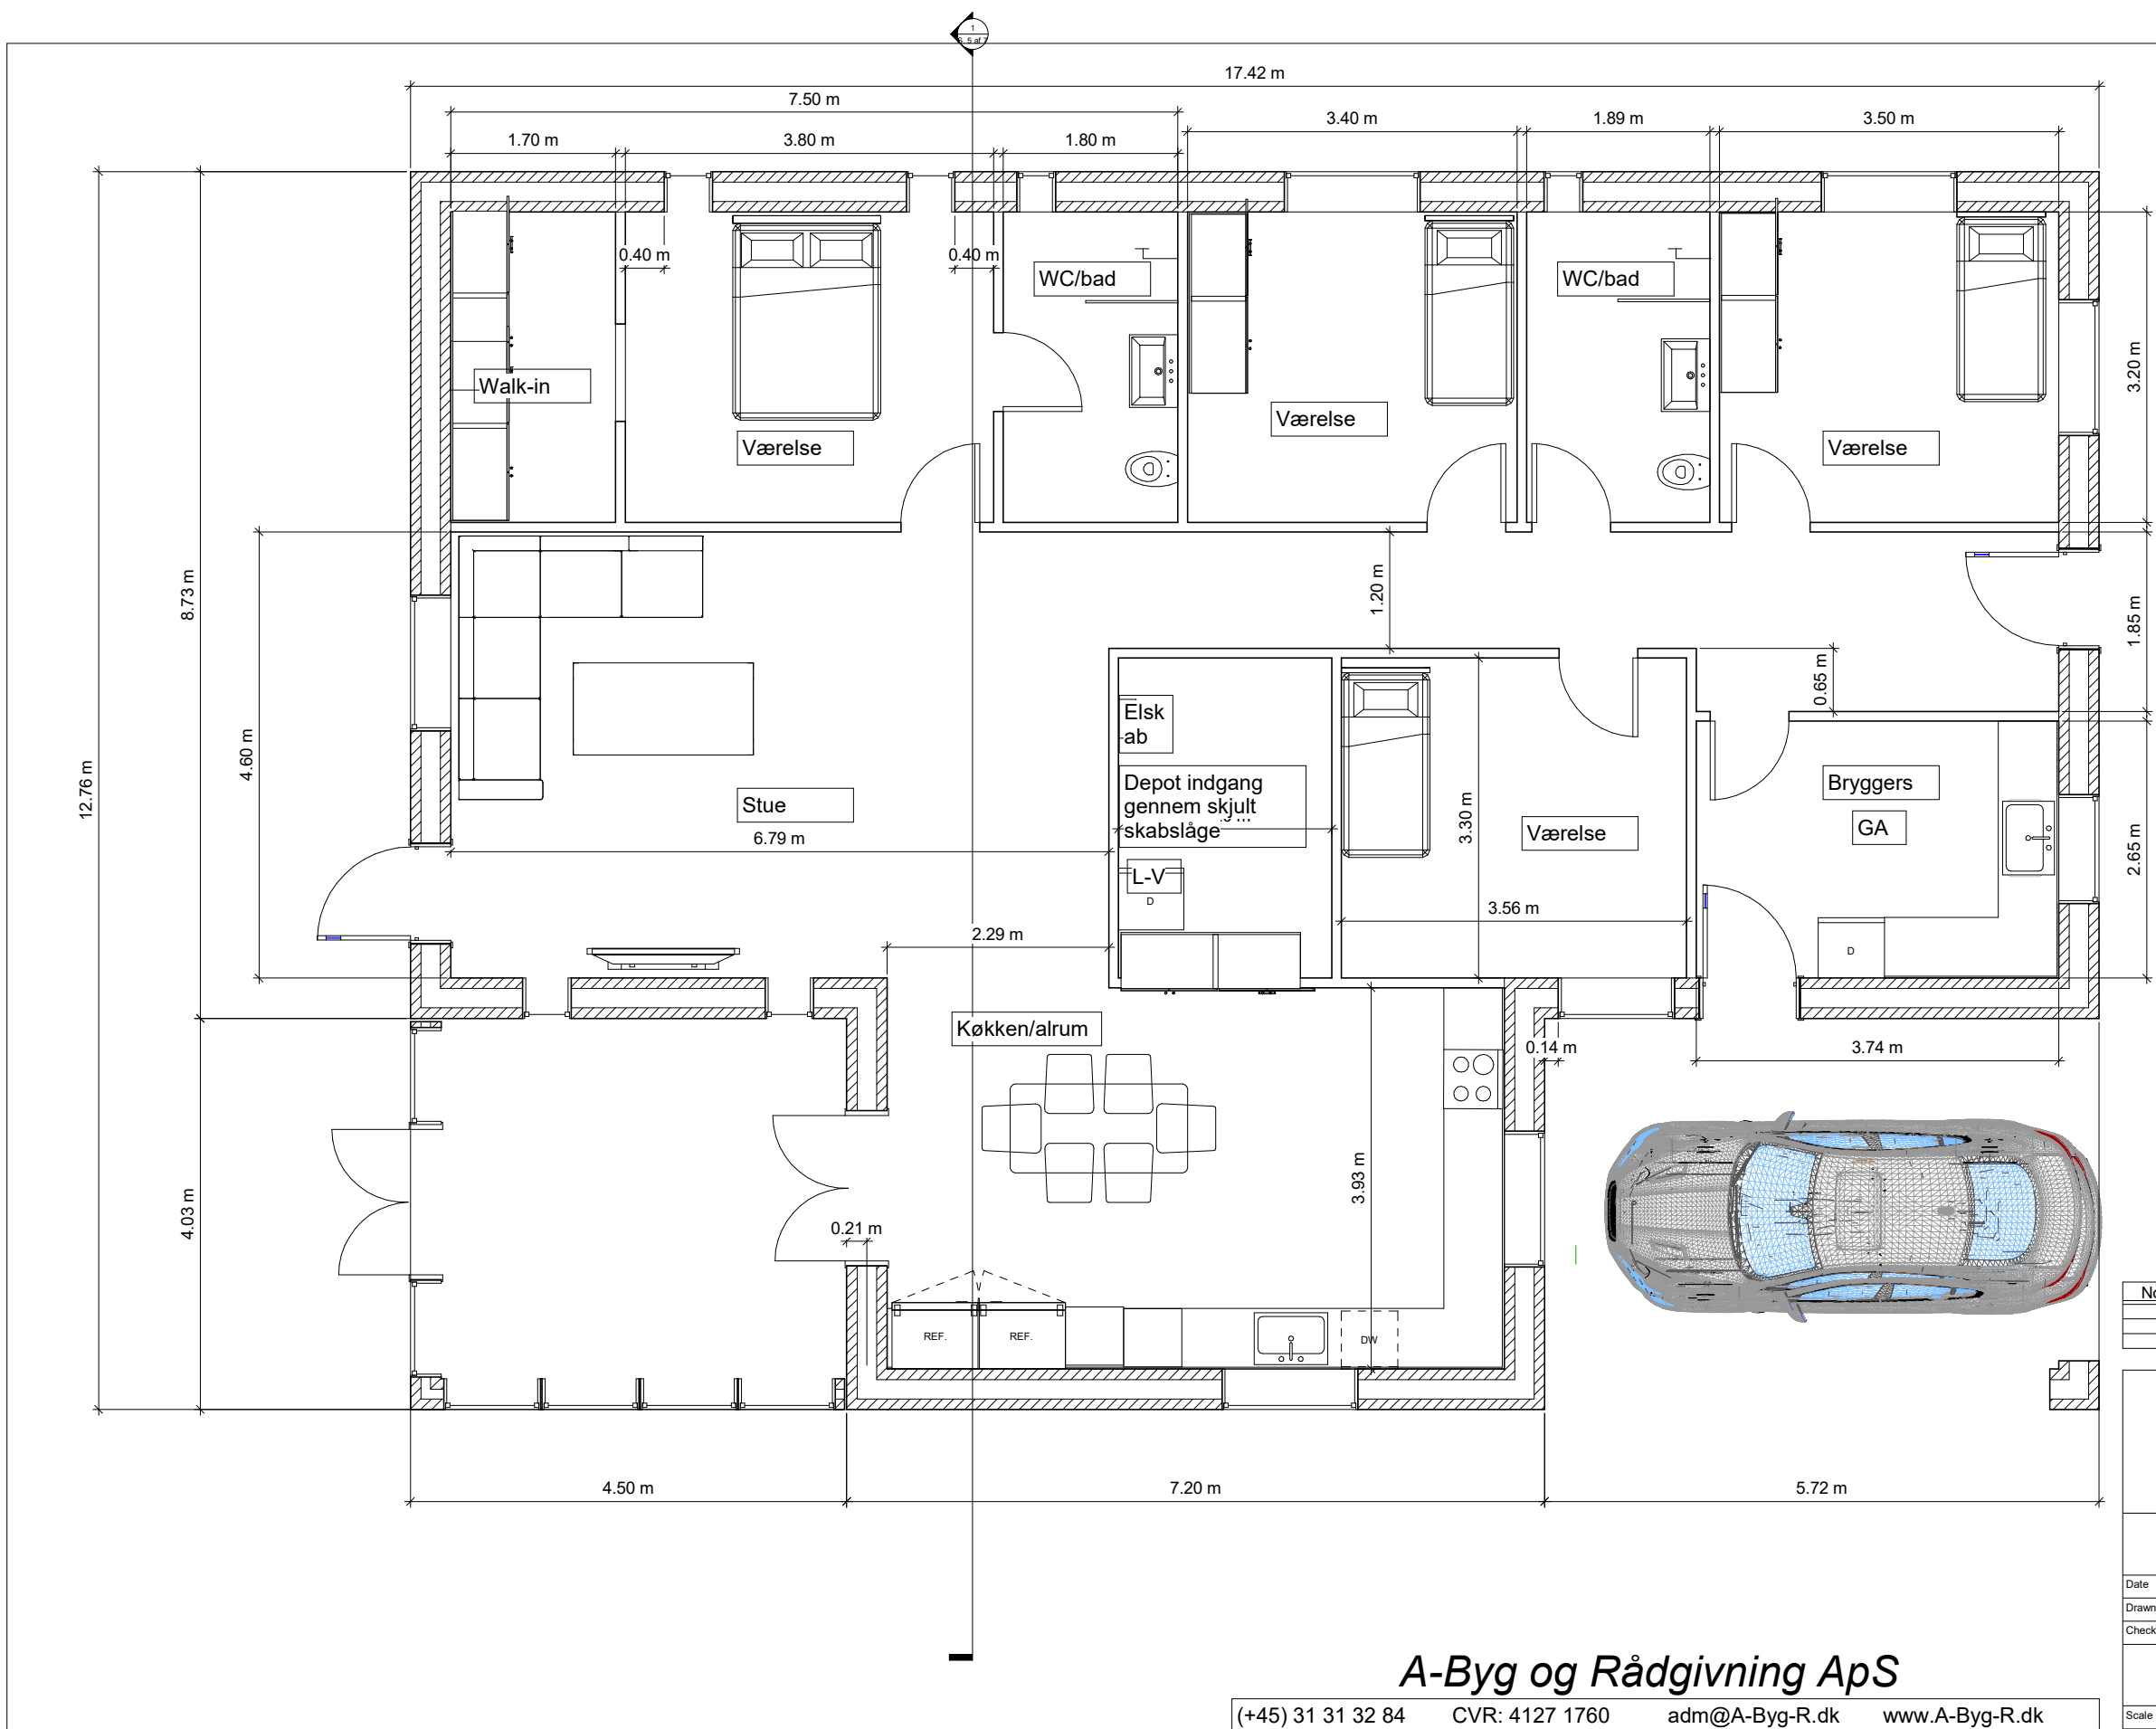 1
17.42 m
7.50 m
3.40 m
1.89 m
3.50 m
1.70 m
3.80 m
1.80 m
0.40 m
0.40 m
WC/bad
WC/bad
Walk-in
Værelse
Værelse
Værelse
3.20 m
8.73 m
12.76 m
4.60 m
1.20 m
1.85 m
0.65 m
Elsk
ab
Depot indgang
gennem skjult
skabslåge
L-V
D
Stue
6.79 m
3.30 m
Værelse
Bryggers
GA
2.65 m
3.56 m
2.29 m
D
Køkken/alrum
0.14 m
3.74 m
4.03 m
3.93 m
0.21 m
REF.
REF.
DW
4.50 m
7.20 m
5.72 m
Date
Drawn
Check
Scale
A-Byg og Rådgivning ApS
(+45) 31 31 32 84 CVR: 4127 1760 adm@A-Byg-R.dk www.A-Byg-R.dk